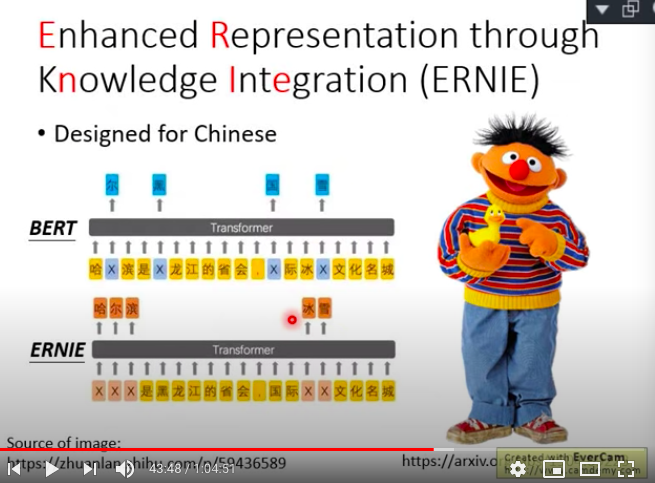 Enhanced Representation through
Knowledge Integration (ERNIE)
• Designed for Chinese
尔 黑 国 雪
BERT
Transformer
哈 X 滨 是 X 龙 江 的 省 会 , X 际 冰 X 文 化 名 城
哈 尔 滨 冰 雪
ERNIE
Transformer
X X X 是 黑 龙 江 的 省 会 , 国 际 X X 文 化 名 城
Source of image:
https://zhuanlan.zhihu.com/p/59436589
https://arxiv.or
Created with EverCam.
43:48 / 1:04:51